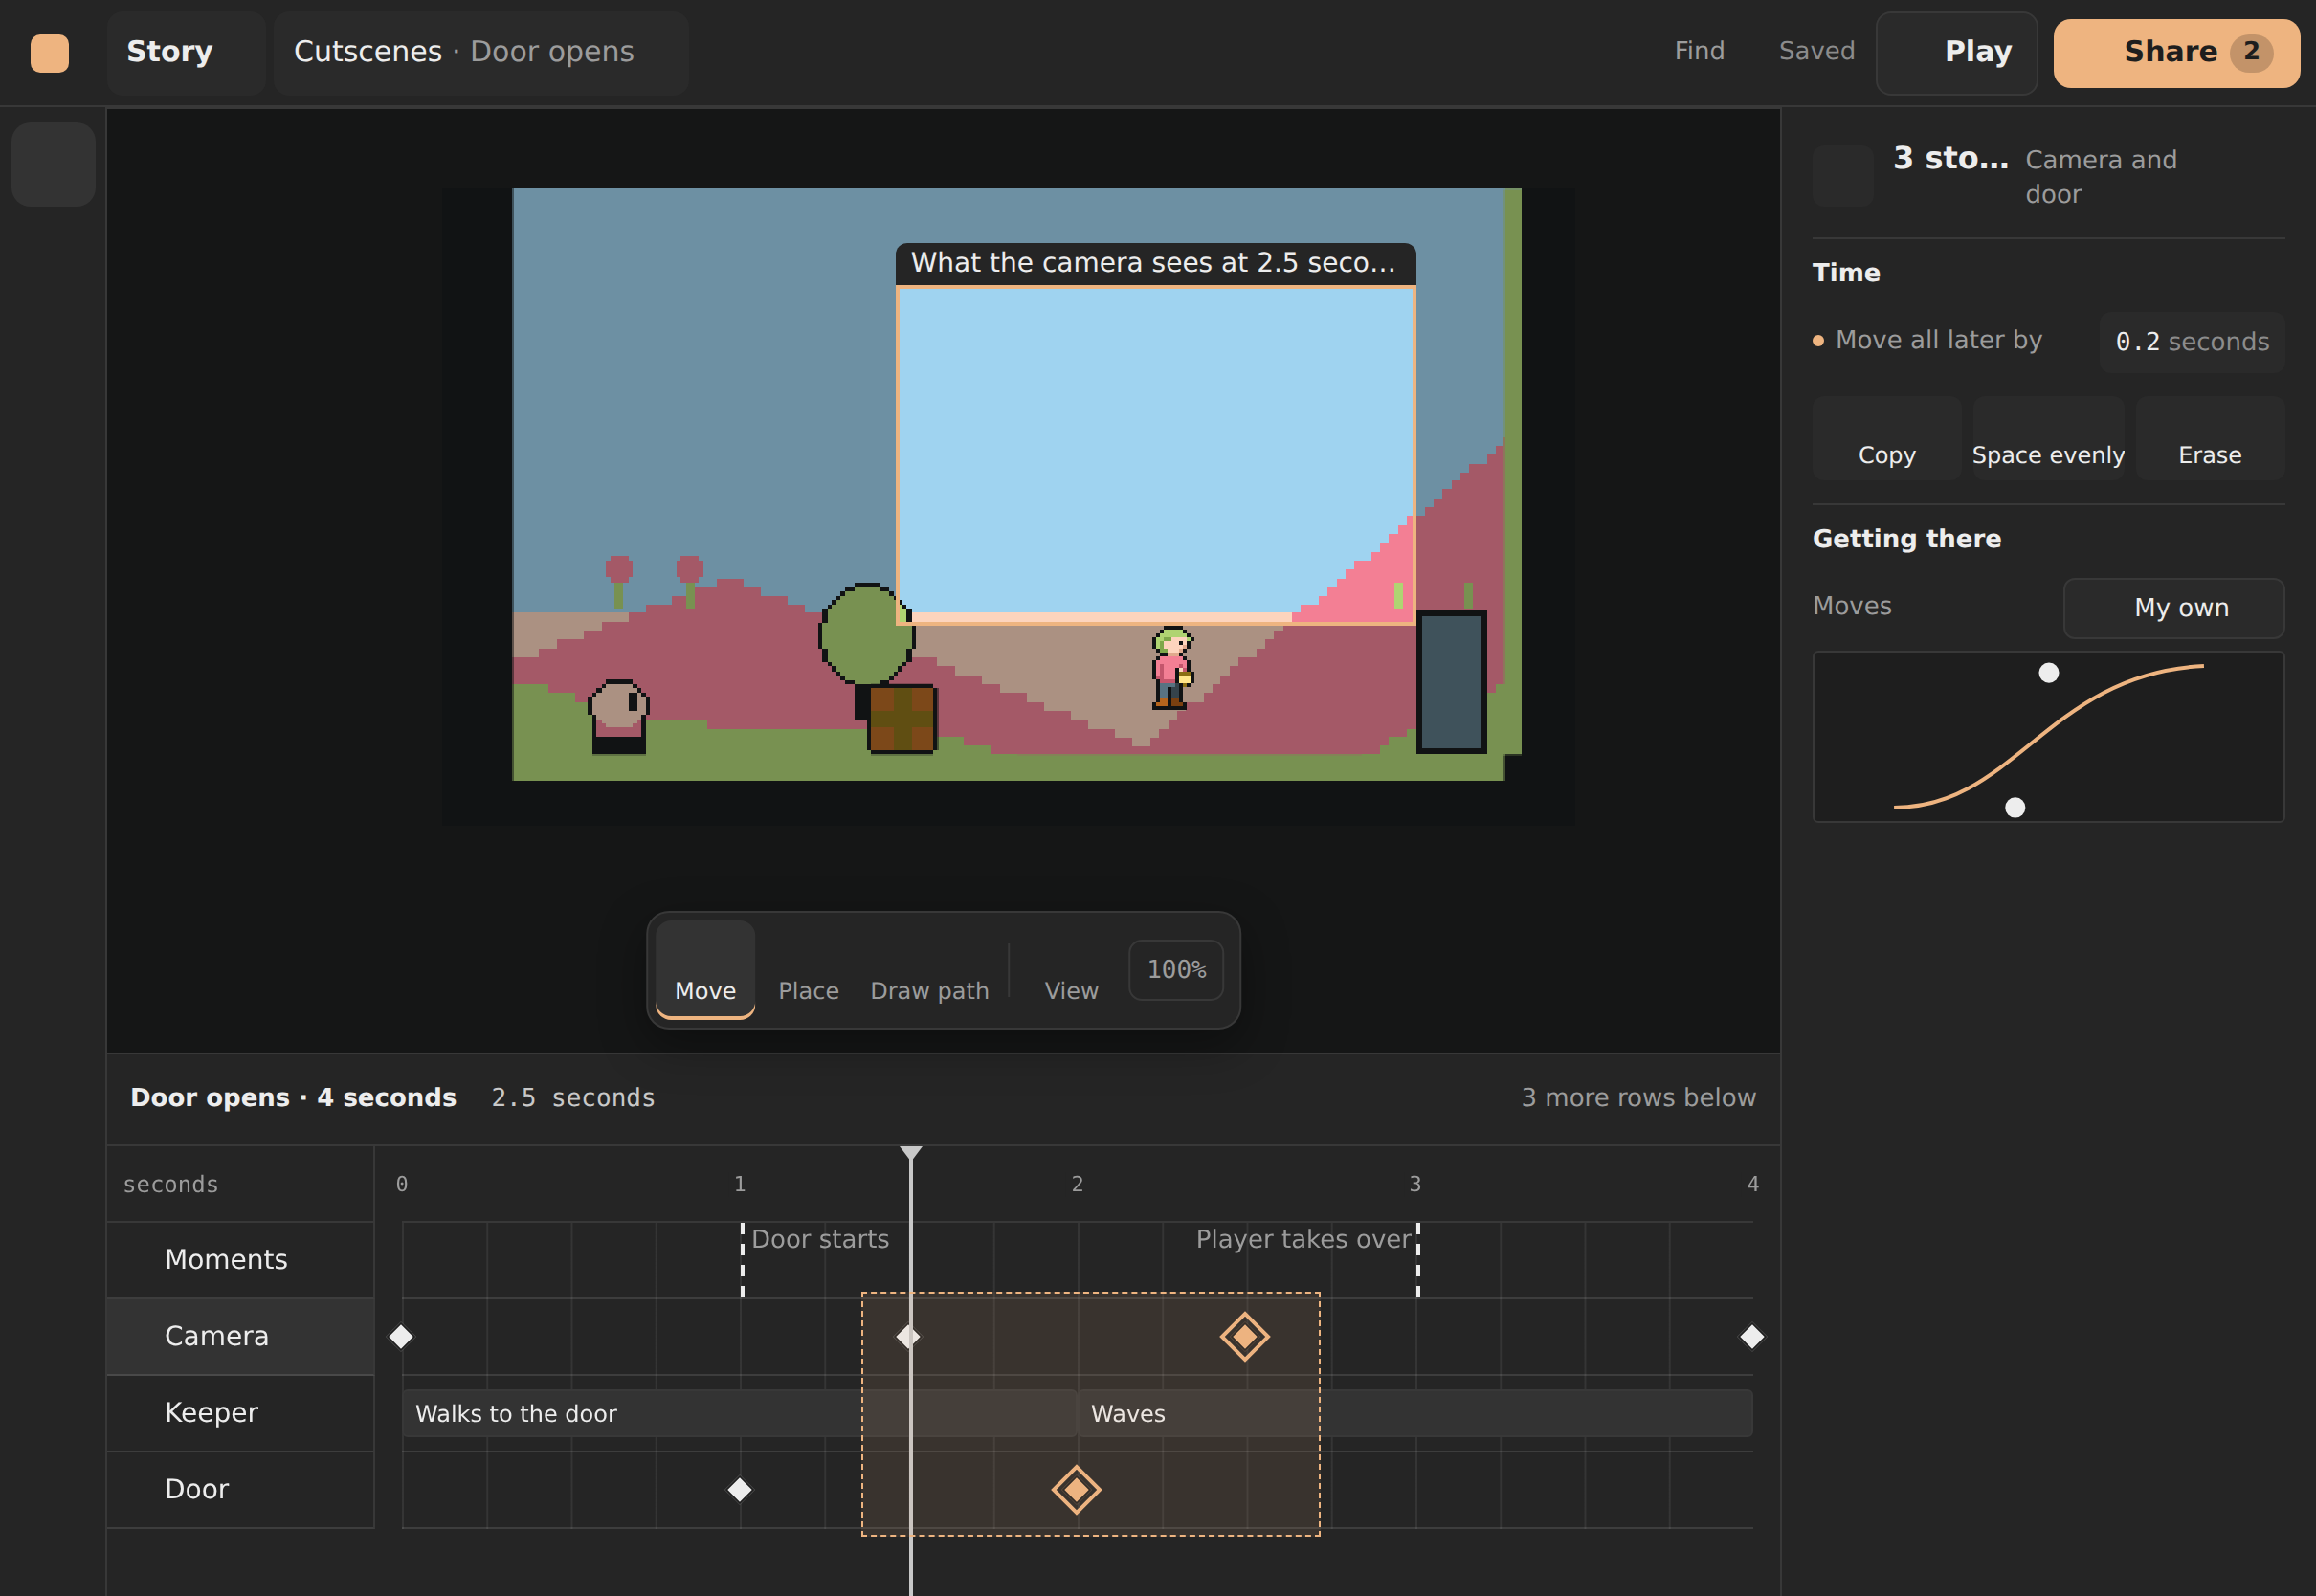 Story
Cutscenes · Door opens
Find
Saved
Play
Share 2
3 sto…
Camera and
door
What the camera sees at 2.5 seco…
Time
Move all later by
0.2 seconds
Copy
Space evenly
Erase
Getting there
Moves
My own
Move
Place
Draw path
View
100%
Door opens · 4 seconds
2.5 seconds
3 more rows below
seconds
0
1
2
3
4
Moments
Door starts
Player takes over
Camera
Keeper
Walks to the door
Waves
Door